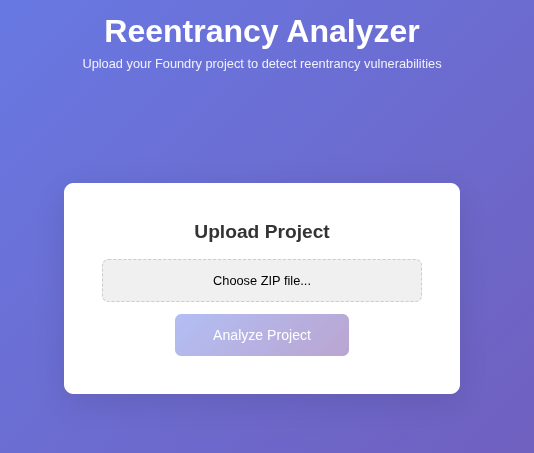 Reentrancy Analyzer
Upload your Foundry project to detect reentrancy vulnerabilities
Upload Project
Choose ZIP file...
Analyze Project